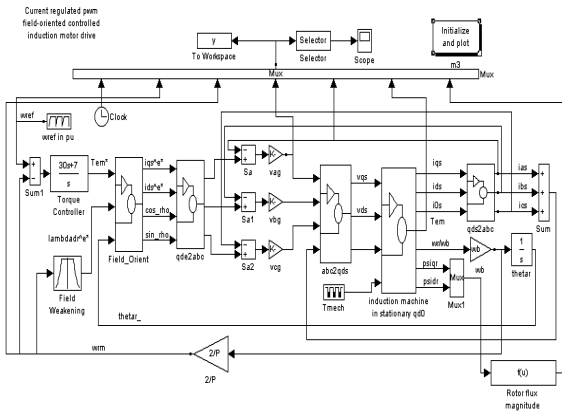 Current regulated pwm
field-oriented controlled
induction motor drive
y
To Workspace
Selector
Selector
Scope
Initialize
and plot
m3
Mux
Mux
Clock
wref
wref in pu
Sum1
30s+7
s
Torque
Controller
Tem*
lambdadr^e*
Field
Weakening
Field_Orient
iqs^e*
ids^e*
cos_rho
sin_rho
qde2abc
Sa
K-
vag
Sa1
K-
vbg
Sa2
K-
vcg
abc2qds
vqs
vds
Tmech
induction machine
in stationary qd0
iqs
ids
i0s
Tem
wr/wb
psiqr
psidr
Mux
Mux1
qds2abc
ias
ibs
ics
Sum
wb
wb
1
s
thetar
thetar_
wrm
2/P
2/P
f(u)
Rotor flux
magnitude